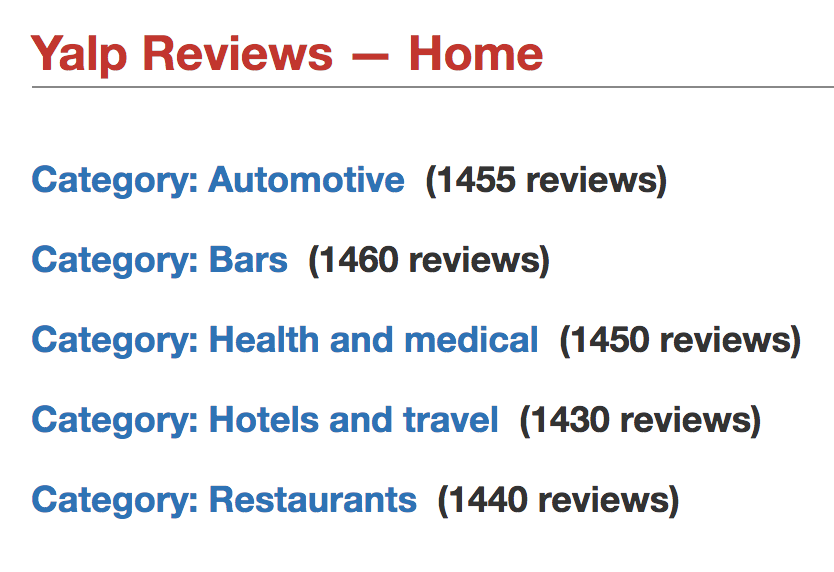 Yalp Reviews — Home
Category: Automotive (1455 reviews)
Category: Bars (1460 reviews)
Category: Health and medical (1450 reviews)
Category: Hotels and travel (1430 reviews)
Category: Restaurants (1440 reviews)